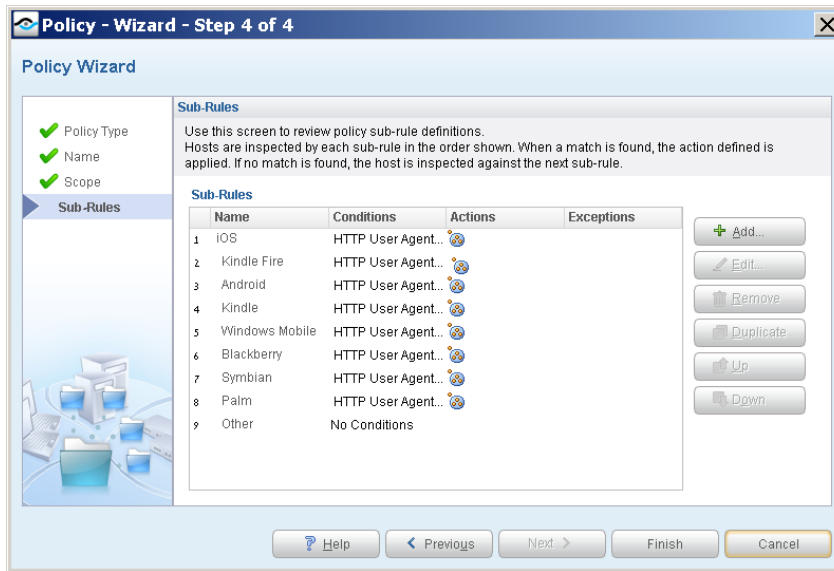 Policy - Wizard - Step 4 of 4
Policy Wizard
Policy Type
Name
Scope
Sub-Rules
Sub-Rules
Use this screen to review policy sub-rule definitions.
Hosts are inspected by each sub-rule in the order shown. When a match is found, the action defined is
applied. If no match is found, the host is inspected against the next sub-rule.
Sub-Rules
Name Conditions Actions Exceptions
1 iOS HTTP User Agent...
2 Kindle Fire HTTP User Agent...
3 Android HTTP User Agent...
4 Kindle HTTP User Agent...
5 Windows Mobile HTTP User Agent...
6 Blackberry HTTP User Agent...
7 Symbian HTTP User Agent...
8 Palm HTTP User Agent...
9 Other No Conditions
Add...
Edit...
Remove
Duplicate
Up
Down
Help
Previous
Next
Finish
Cancel